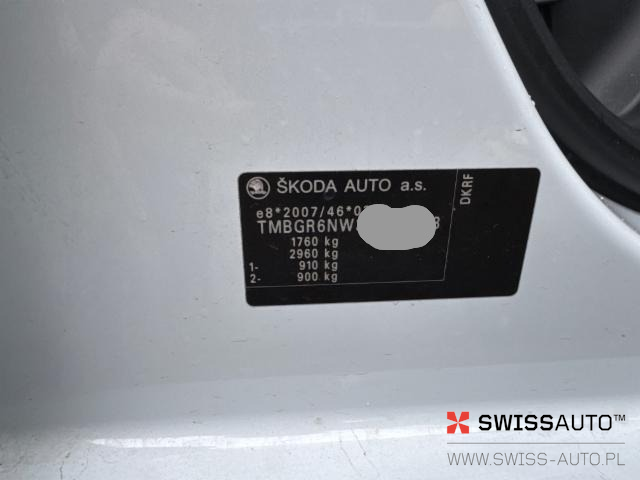 ŠKODA AUTO a.s.
DKRF
e8*2007/46*0
TMBGR6NW
1760 kg
2960 kg
1- 910 kg
2- 900 kg
SWISSAUTO™
WWW.SWISS-AUTO.PL